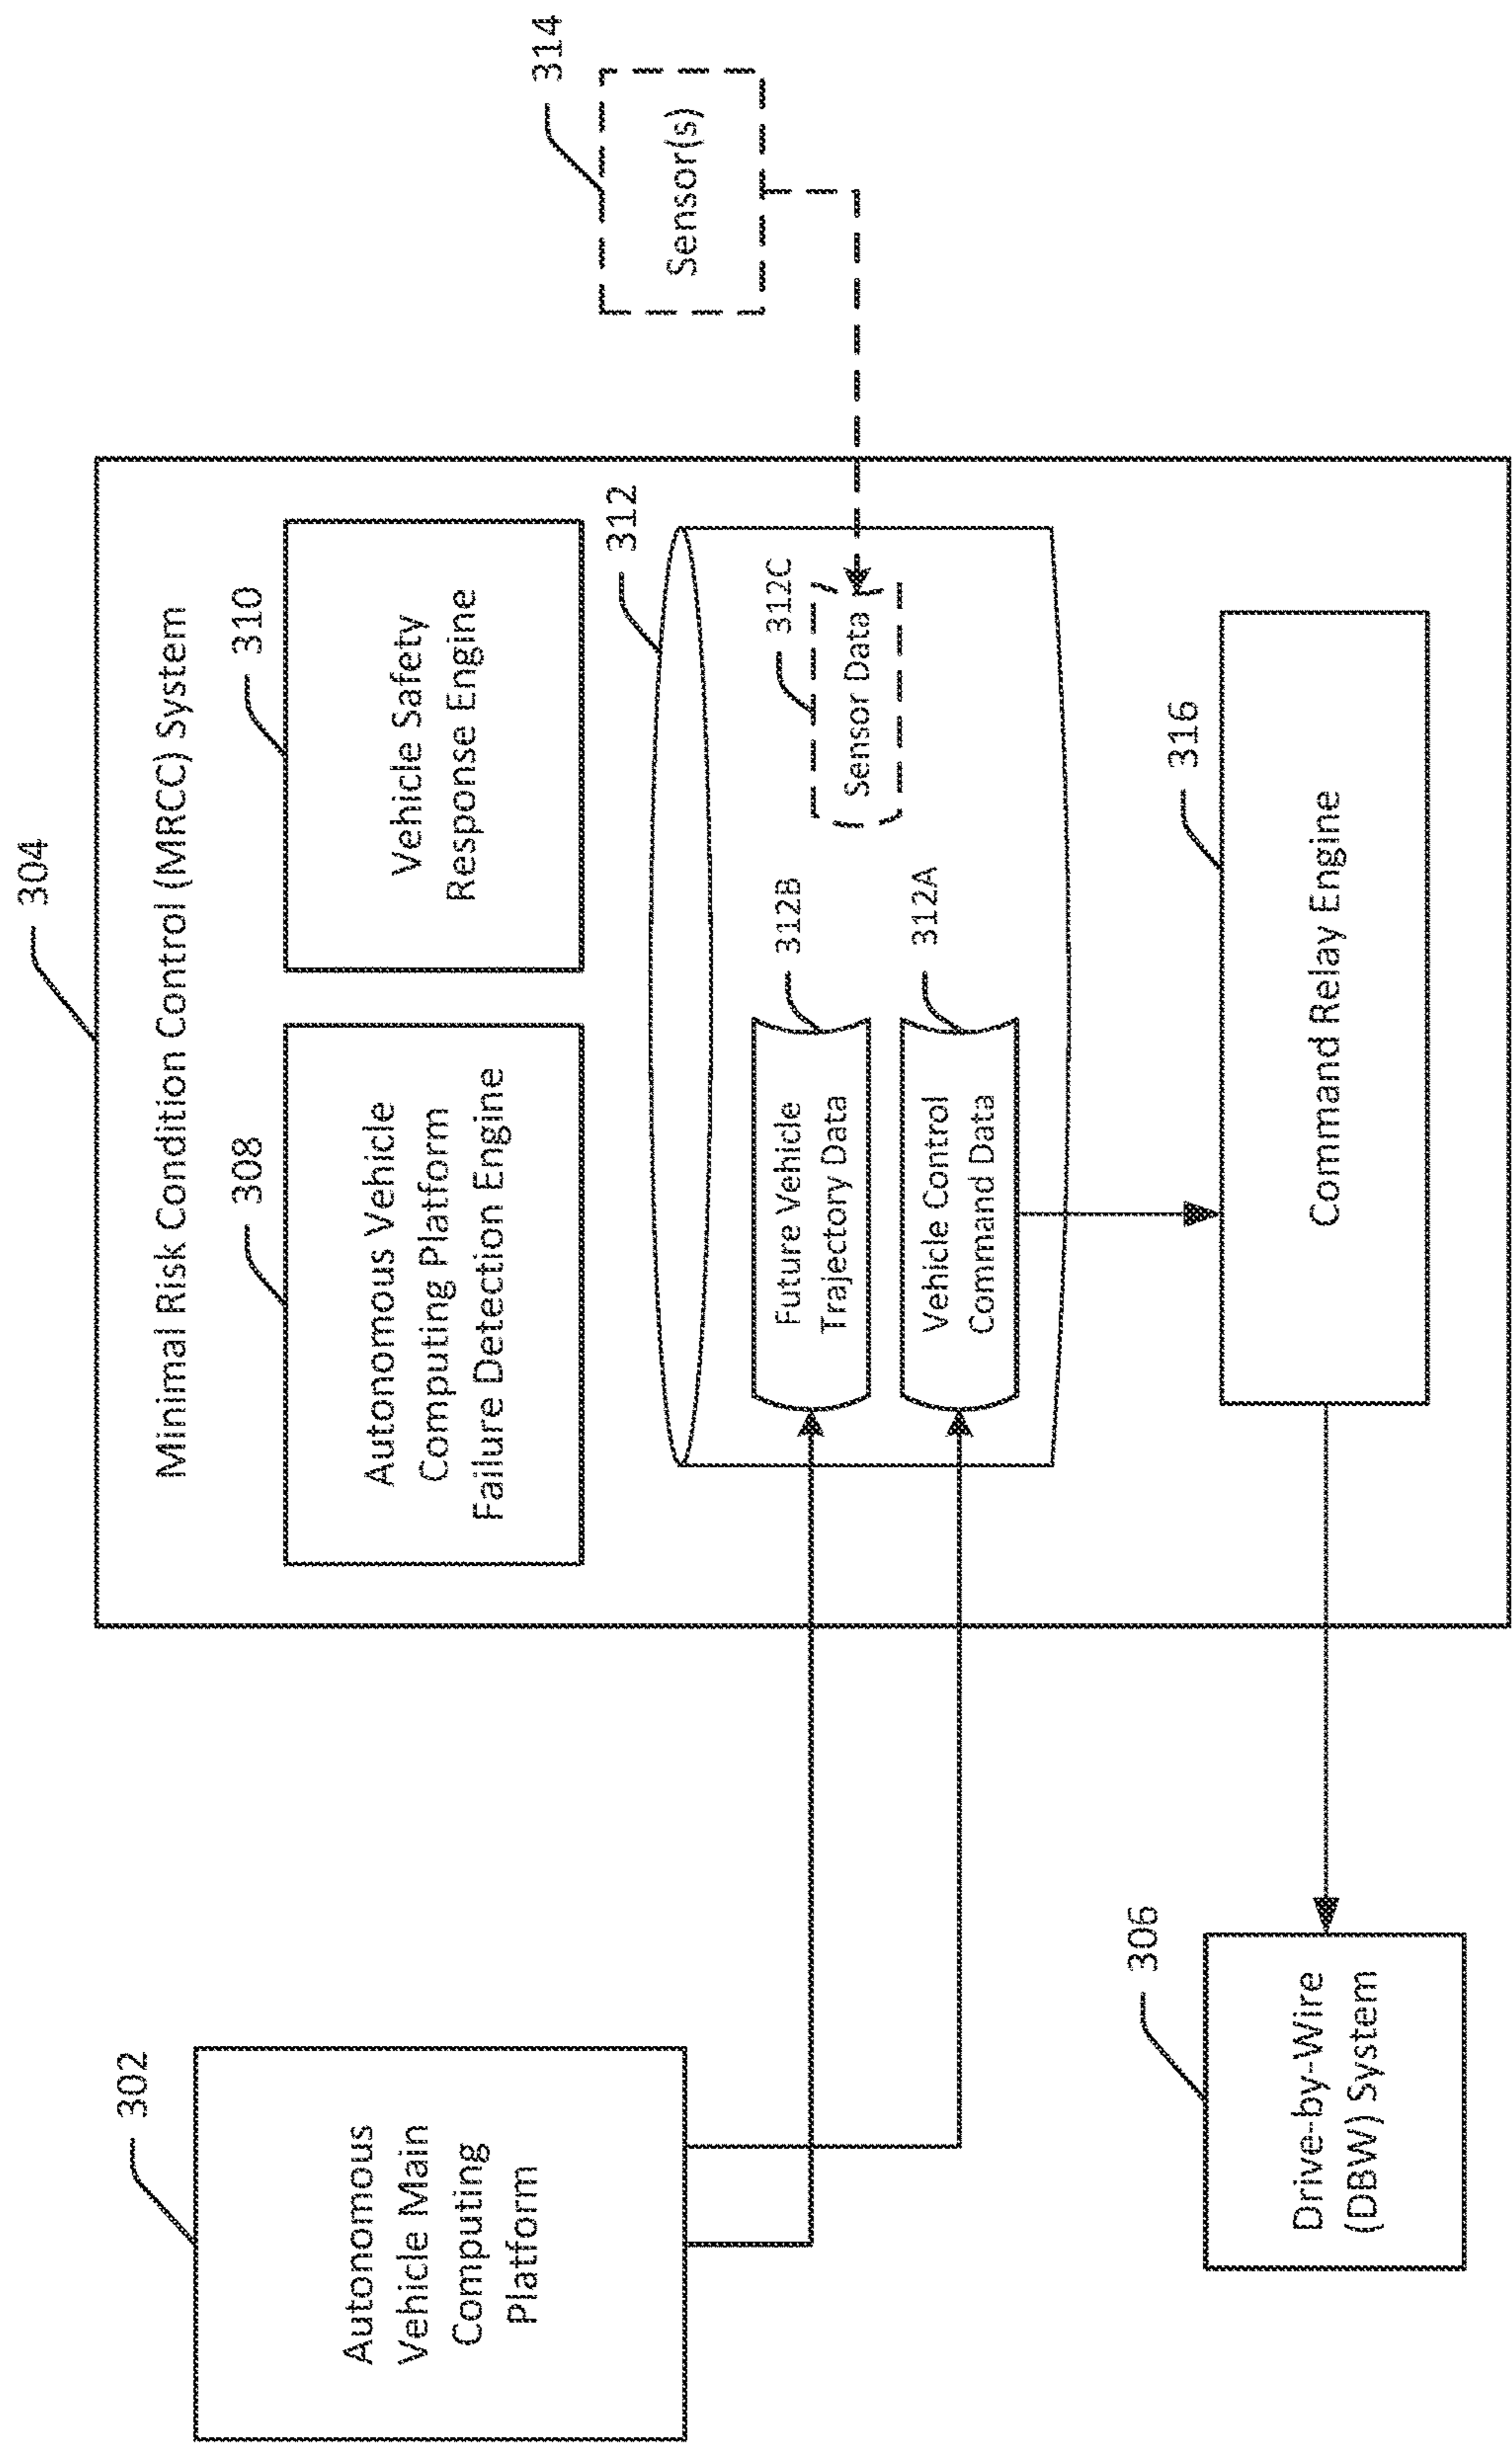 304
Minimal Risk Condition Control (MRCC) System
302
Autonomous
Vehicle Main
Computing
Platform
308
Autonomous Vehicle
Computing Platform
Failure Detection Engine
310
Vehicle Safety
Response Engine
314
Sensor(s)
312
312B
Future Vehicle
Trajectory Data
312C
Sensor Data
312A
Vehicle Control
Command Data
306
Drive-by-Wire
(DBW) System
316
Command Relay Engine